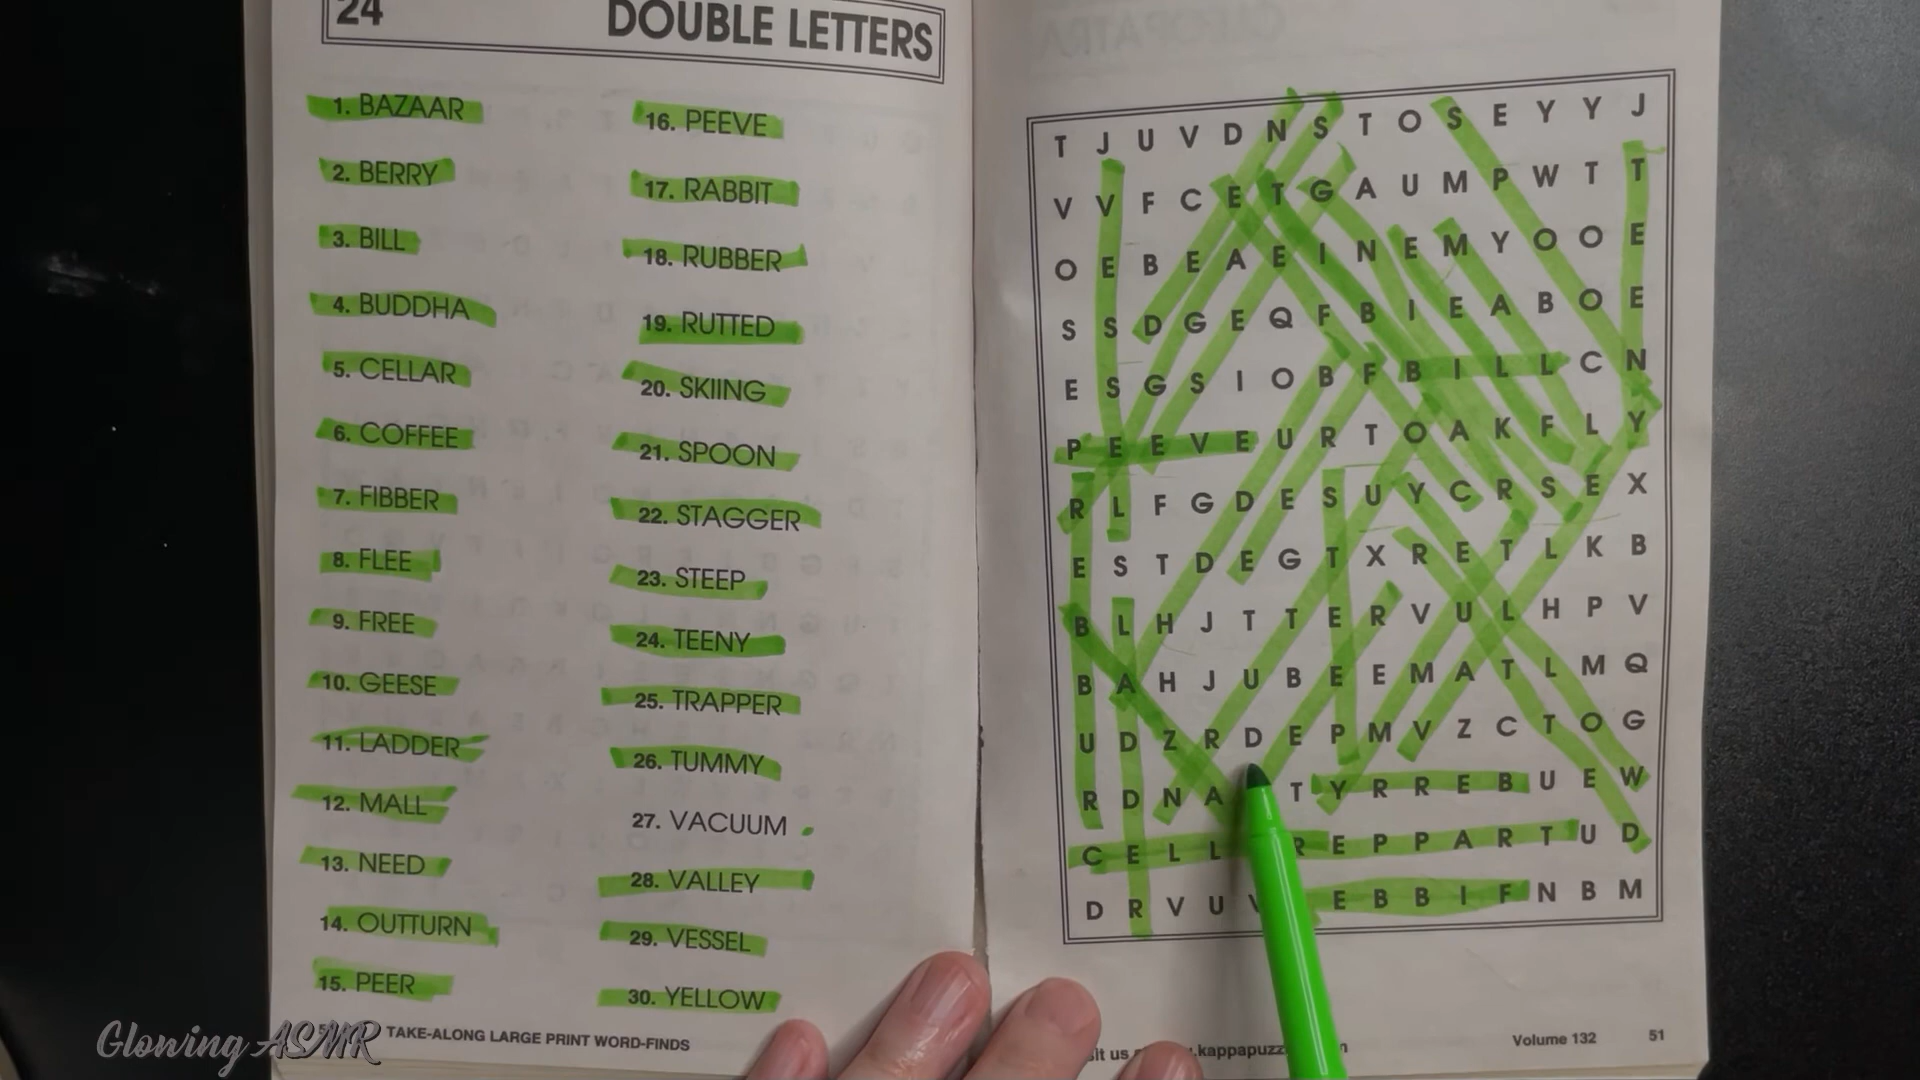 24 DOUBLE LETTERS
1. BAZAAR
2. BERRY
3. BILL
4. BUDDHA
5. CELLAR
6. COFFEE
7. FIBBER
8. FLEE
9. FREE
10. GEESE
11. LADDER
12. MALL
13. NEED
14. OUTTURN
15. PEER
16. PEEVE
17. RABBIT
18. RUBBER
19. RUTTED
20. SKIING
21. SPOON
22. STAGGER
23. STEEP
24. TEENY
25. TRAPPER
26. TUMMY
27. VACUUM
28. VALLEY
29. VESSEL
30. YELLOW
TAKE-ALONG LARGE PRINT WORD-FINDS
Glowing ASMR
T J U V D N S T O S E Y Y J
V V F C E T G A U M P W T T
O E B E A E I N E M Y O O E
S S D G E Q F B I E A B O E
E S G S I O B F B I L L C N
P E E V E U R T O A K F L Y
R L F G D E S U Y C R S E X
E S T D E G T X R E T L K B
B L H J T T E R V U L H P V
B A H J U B E E M A T L M Q
U D Z R D E P M V Z C T O G
R D N A T Y R R E B U E W
C E L L R E P P A R T U D
D R V U E B B I F N B M
Volume 132 51